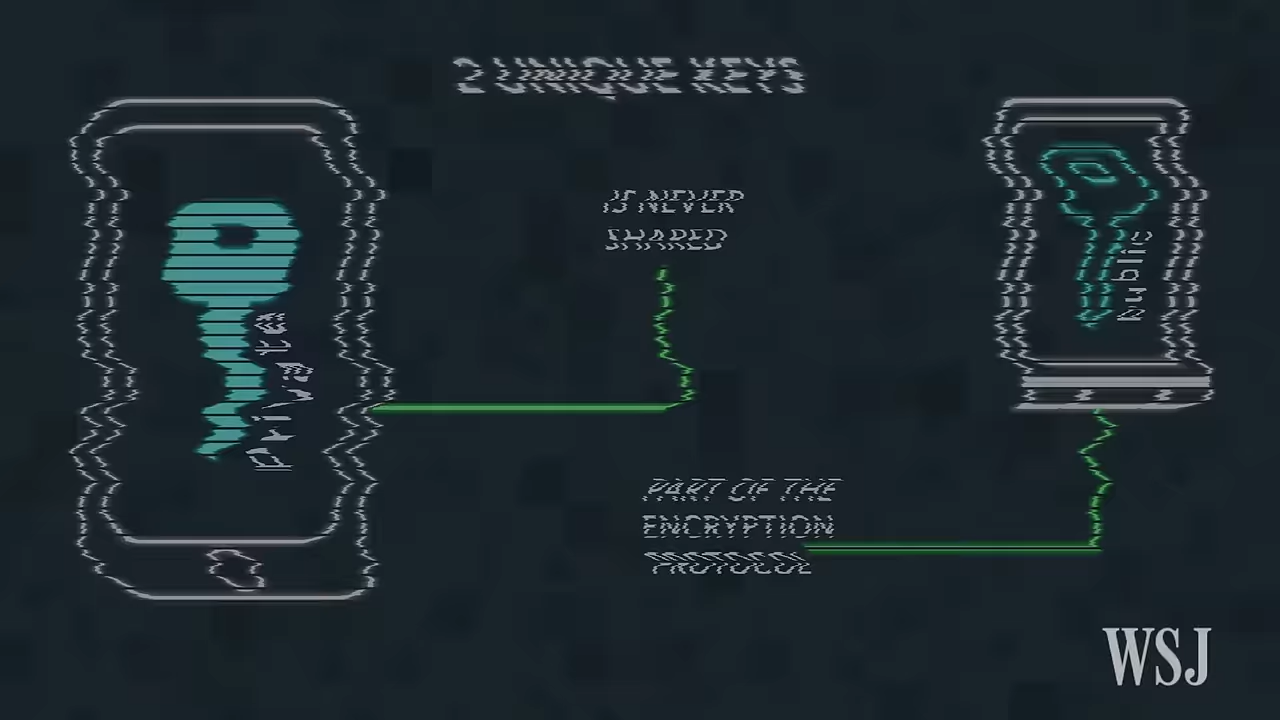 2 UNIQUE KEYS
IS NEVER
SHARED
Private
Public
PART OF THE
ENCRYPTION
PROTOCOL
WSJ